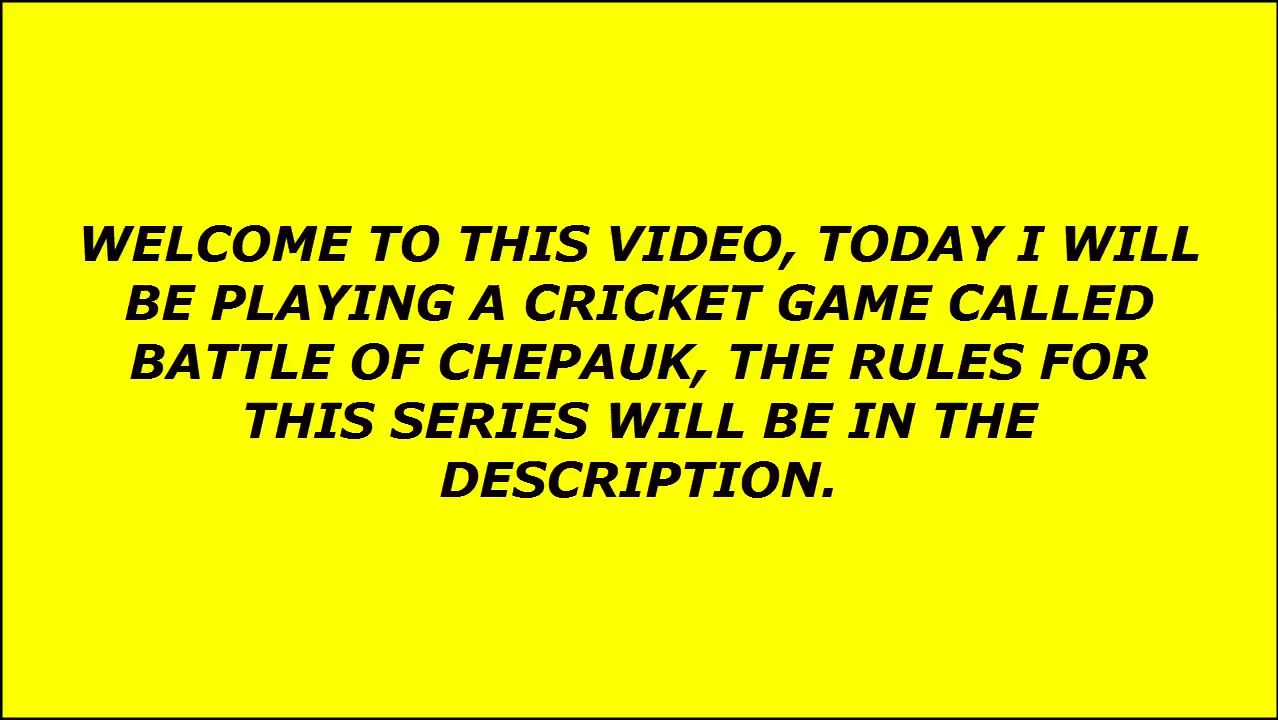 WELCOME TO THIS VIDEO, TODAY I WILL
BE PLAYING A CRICKET GAME CALLED
BATTLE OF CHEPAUK, THE RULES FOR
THIS SERIES WILL BE IN THE
DESCRIPTION.